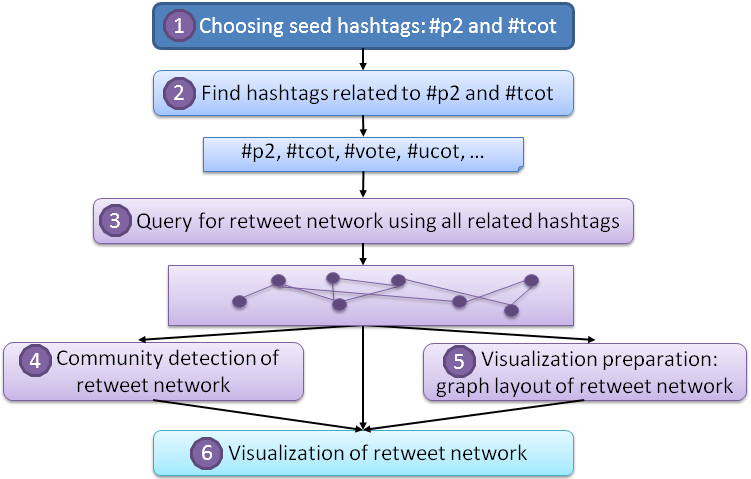 1 Choosing seed hashtags: #p2 and #tcot
2 Find hashtags related to #p2 and #tcot
#p2, #tcot, #vote, #ucot, ...
3 Query for retweet network using all related hashtags
4 Community detection of
retweet network
5 Visualization preparation:
graph layout of retweet network
6 Visualization of retweet network